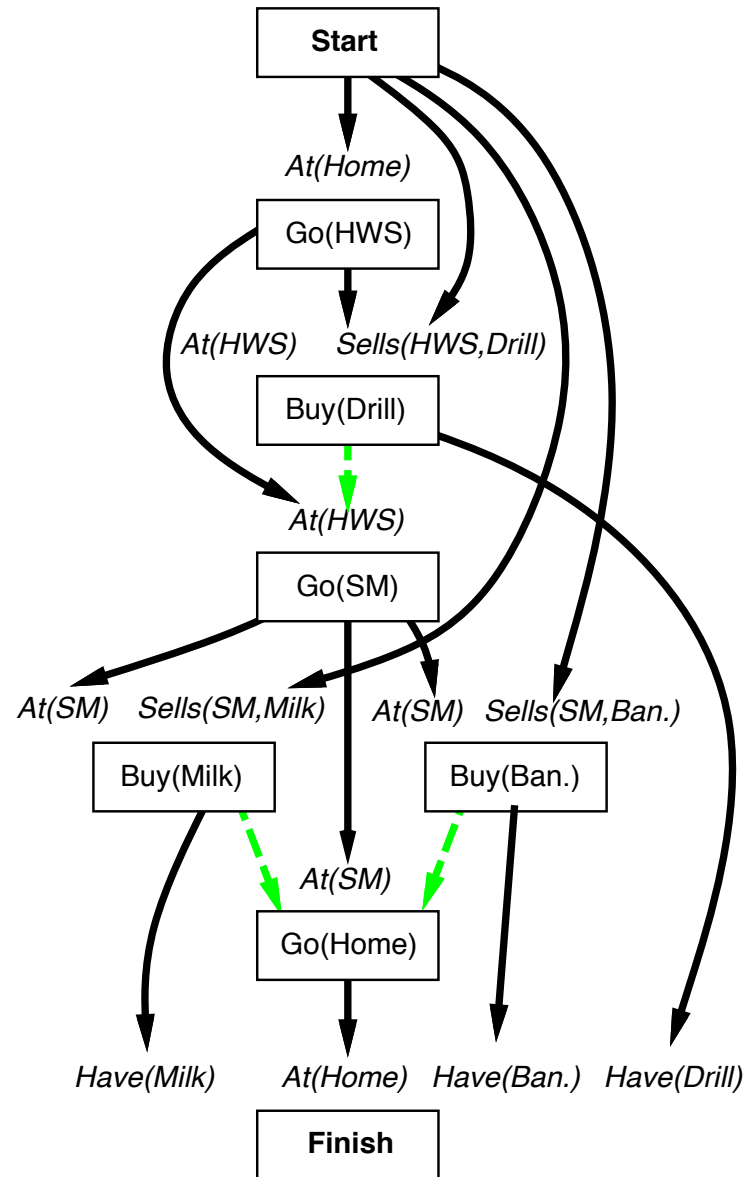 Start
At(Home)
Go(HWS)
At(HWS) Sells(HWS,Drill)
Buy(Drill)
At(HWS)
Go(SM)
At(SM) Sells(SM,Milk) At(SM) Sells(SM,Ban.)
Buy(Milk) Buy(Ban.)
At(SM)
Go(Home)
Have(Milk) At(Home) Have(Ban.) Have(Drill)
Finish